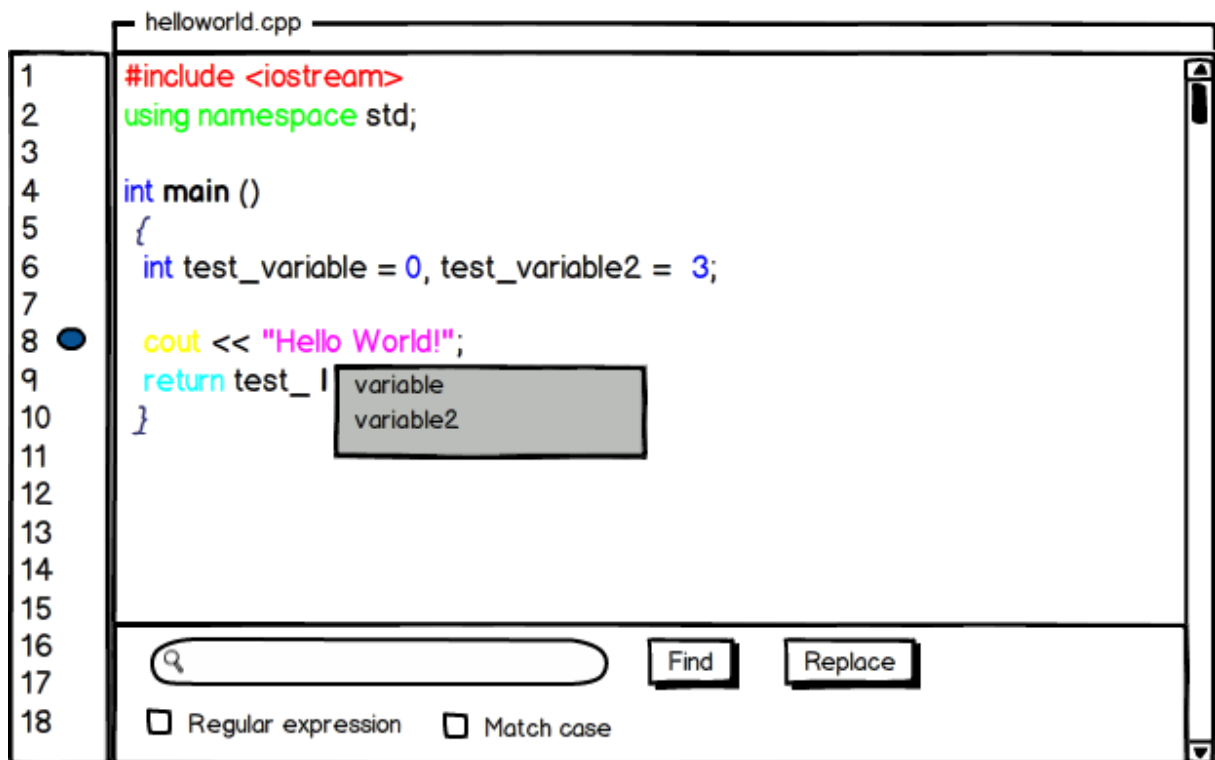 helloworld.cpp
1 #include <iostream>
2 using namespace std;
3
4 int main ()
5 {
6 int test_variable = 0, test_variable2 = 3;
7
8 cout << "Hello World!";
9 return test_ | variable
10 } variable2
11
12
13
14
15
16 Find Replace
17
18 Regular expression Match case